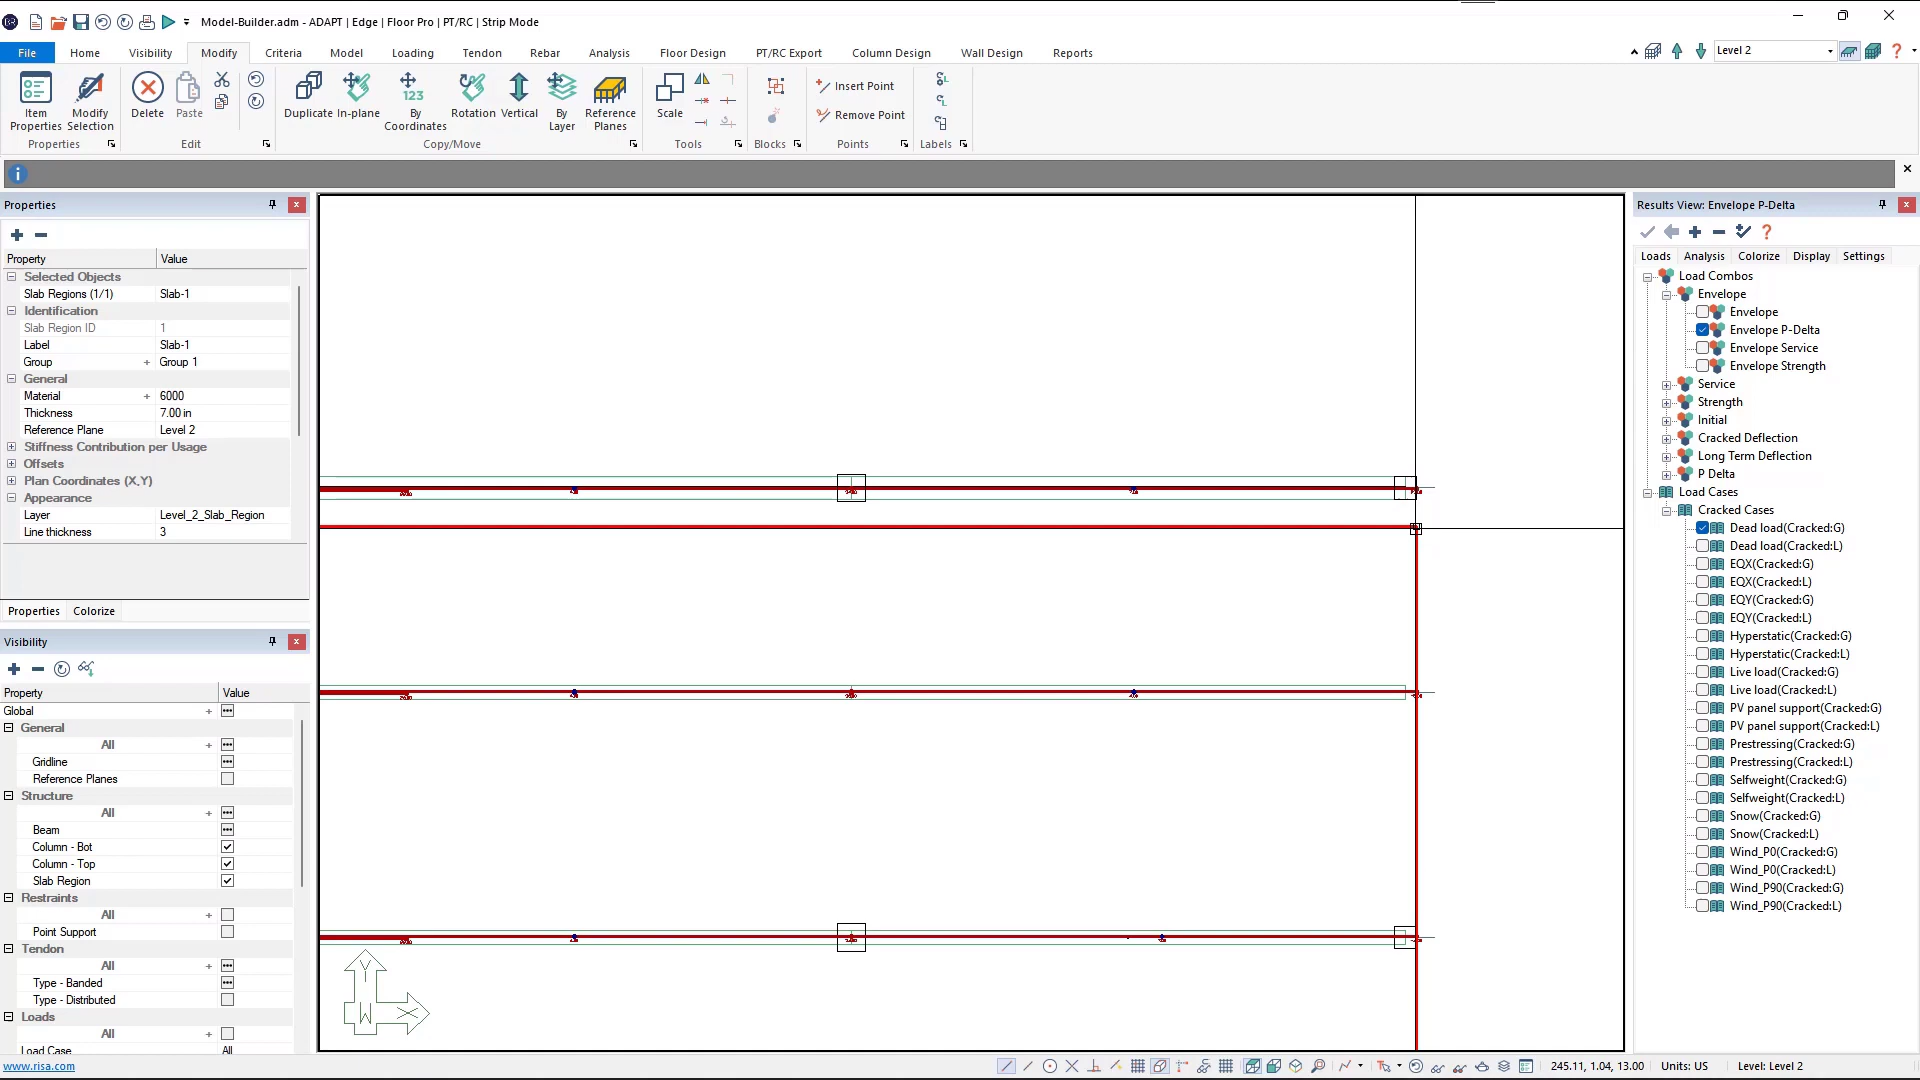 Model-Builder.adm - ADAPT | Edge | Floor Pro | PT/RC | Strip Mode
File Home Visibility Modify Criteria Model Loading Tendon Rebar Analysis Floor Design PT/RC Export Column Design Wall Design Reports
Level 2
Item Properties
Modify Selection
Delete
Paste
Duplicate
In-plane
123
By Coordinates
Rotation
Vertical
By Layer
Reference Planes
Scale
Insert Point
Remove Point
Properties
Edit
Copy/Move
Tools
Blocks
Points
Labels
Properties
Property Value
Selected Objects
Slab Regions (1/1) Slab-1
Identification
Slab Region ID 1
Label Slab-1
Group + Group 1
General
Material + 6000
Thickness 7.00 in
Reference Plane Level 2
Stiffness Contribution per Usage
Offsets
Plan Coordinates (X,Y)
Appearance
Layer Level_2_Slab_Region
Line thickness 3
Properties Colorize
Visibility
Property Value
Global +
General
All +
Gridline
Reference Planes
Structure
All +
Beam
Column - Bot
Column - Top
Slab Region
Restraints
All +
Point Support
Tendon
All +
Type - Banded
Type - Distributed
Loads
All +
Load Case All
Y
W X
Results View: Envelope P-Delta
Loads Analysis Colorize Display Settings
Load Combos
Envelope
Envelope
Envelope P-Delta
Envelope Service
Envelope Strength
Service
Strength
Initial
Cracked Deflection
Long Term Deflection
P Delta
Load Cases
Cracked Cases
Dead load(Cracked:G)
Dead load(Cracked:L)
EQX(Cracked:G)
EQX(Cracked:L)
EQY(Cracked:G)
EQY(Cracked:L)
Hyperstatic(Cracked:G)
Hyperstatic(Cracked:L)
Live load(Cracked:G)
Live load(Cracked:L)
PV panel support(Cracked:G)
PV panel support(Cracked:L)
Prestressing(Cracked:G)
Prestressing(Cracked:L)
Selfweight(Cracked:G)
Selfweight(Cracked:L)
Snow(Cracked:G)
Snow(Cracked:L)
Wind_P0(Cracked:G)
Wind_P0(Cracked:L)
Wind_P90(Cracked:G)
Wind_P90(Cracked:L)
www.risa.com
245.11, 1.04, 13.00 Units: US Level: Level 2